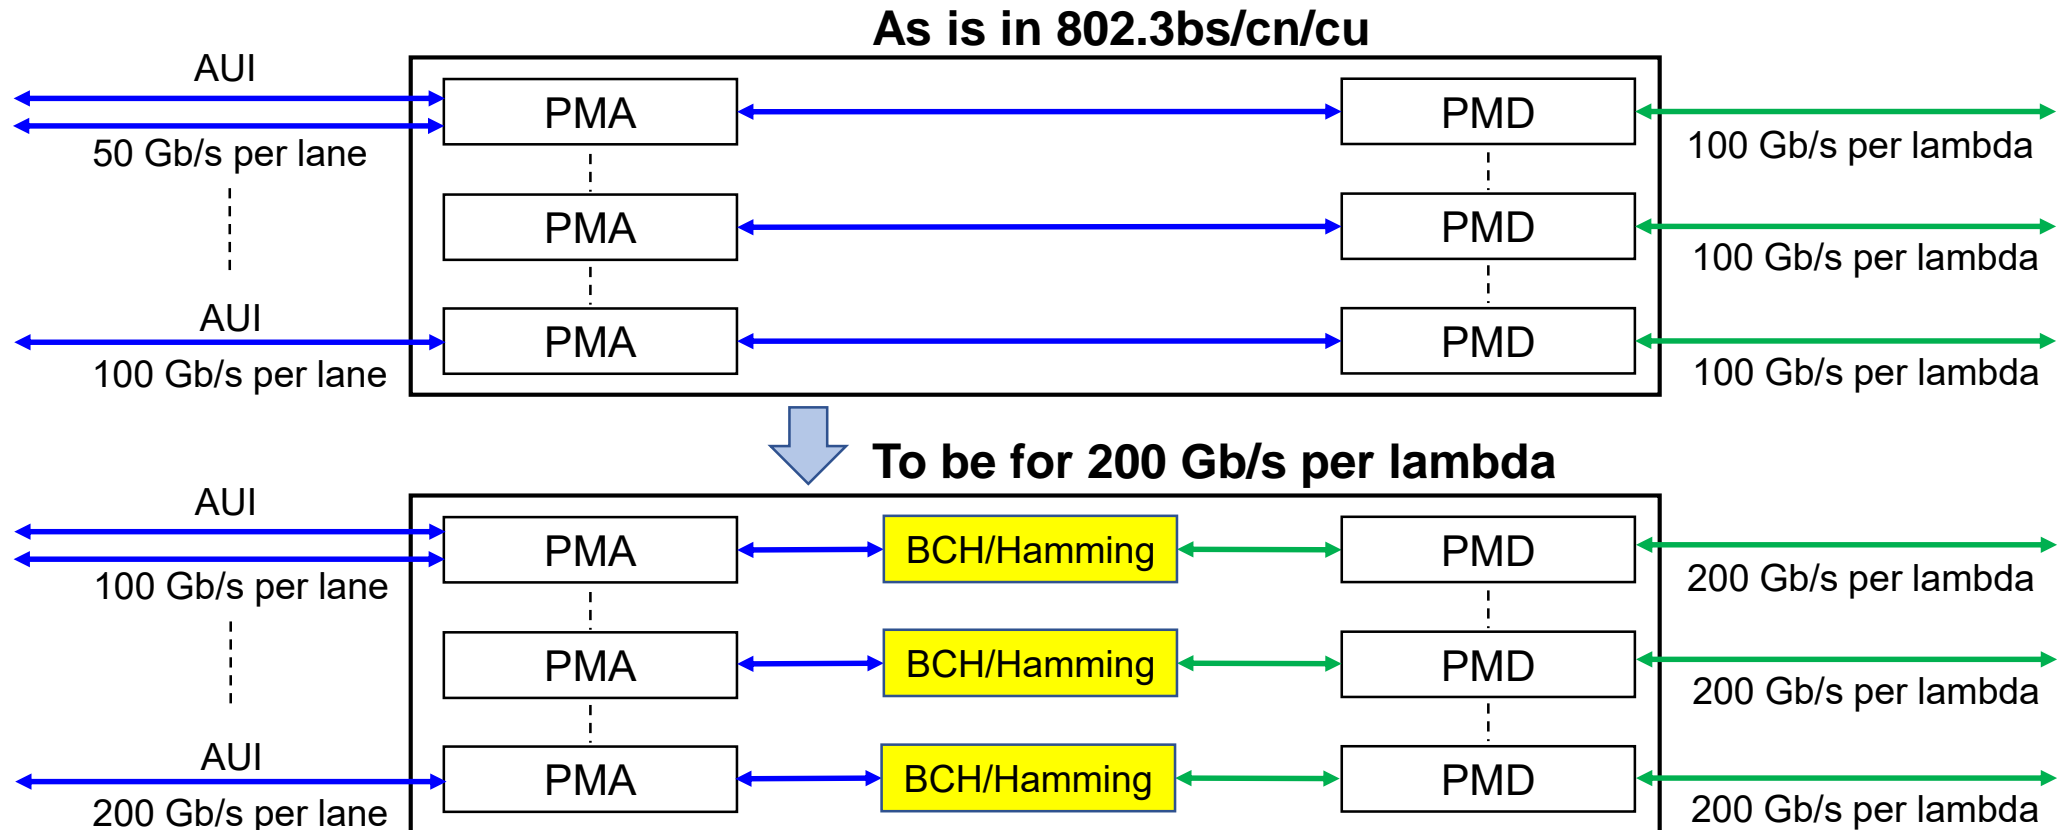 As is in 802.3bs/cn/cu
AUI
PMA
PMD
50 Gb/s per lane
100 Gb/s per lambda
PMA
PMD
100 Gb/s per lambda
AUI
PMA
PMD
100 Gb/s per lane
100 Gb/s per lambda
To be for 200 Gb/s per lambda
AUI
PMA
BCH/Hamming
PMD
100 Gb/s per lane
200 Gb/s per lambda
PMA
BCH/Hamming
PMD
200 Gb/s per lambda
AUI
PMA
BCH/Hamming
PMD
200 Gb/s per lane
200 Gb/s per lambda